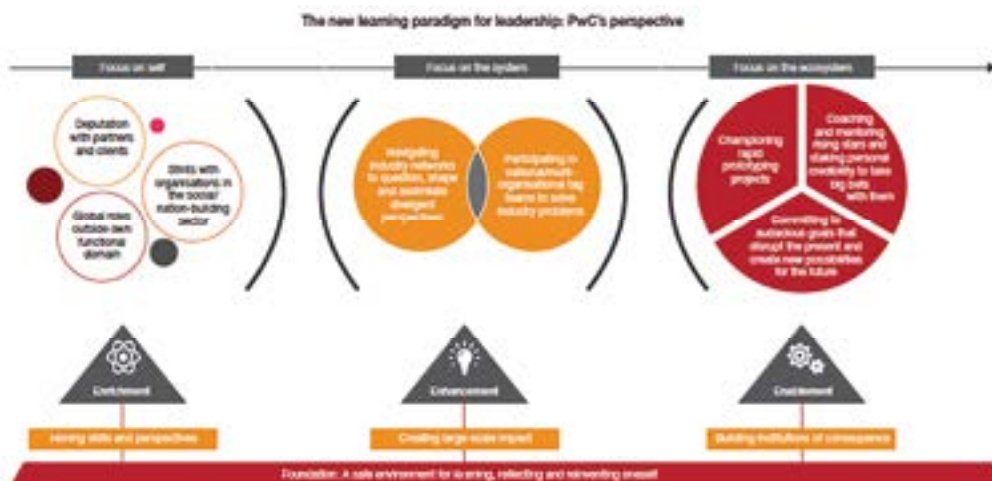 The new learning paradigm for leadership: PwC's perspective
Focus on self
Focus on the system
Focus on the ecosystem
Deputation
with partners
and clients
Stints with
organisations in
the social/
nation-building
sector
Global roles
outside own
functional
domain
Navigating
industry networks
to question, shape
and assimilate
divergent
perspectives
Participating in
national/multi-
organisational big
teams to solve
industry problems
Championing
rapid
prototyping
projects
Coaching
and mentoring
rising stars and
staking personal
credibility to take
big bets
with them
Committing to
audacious goals that
disrupt the present and
create new possibilities
for the future
Enrichment
Enhancement
Enablement
Honing skills and perspectives
Creating large-scale impact
Building institutions of consequence
Foundation: A safe environment for learning, reflecting and reinventing oneself